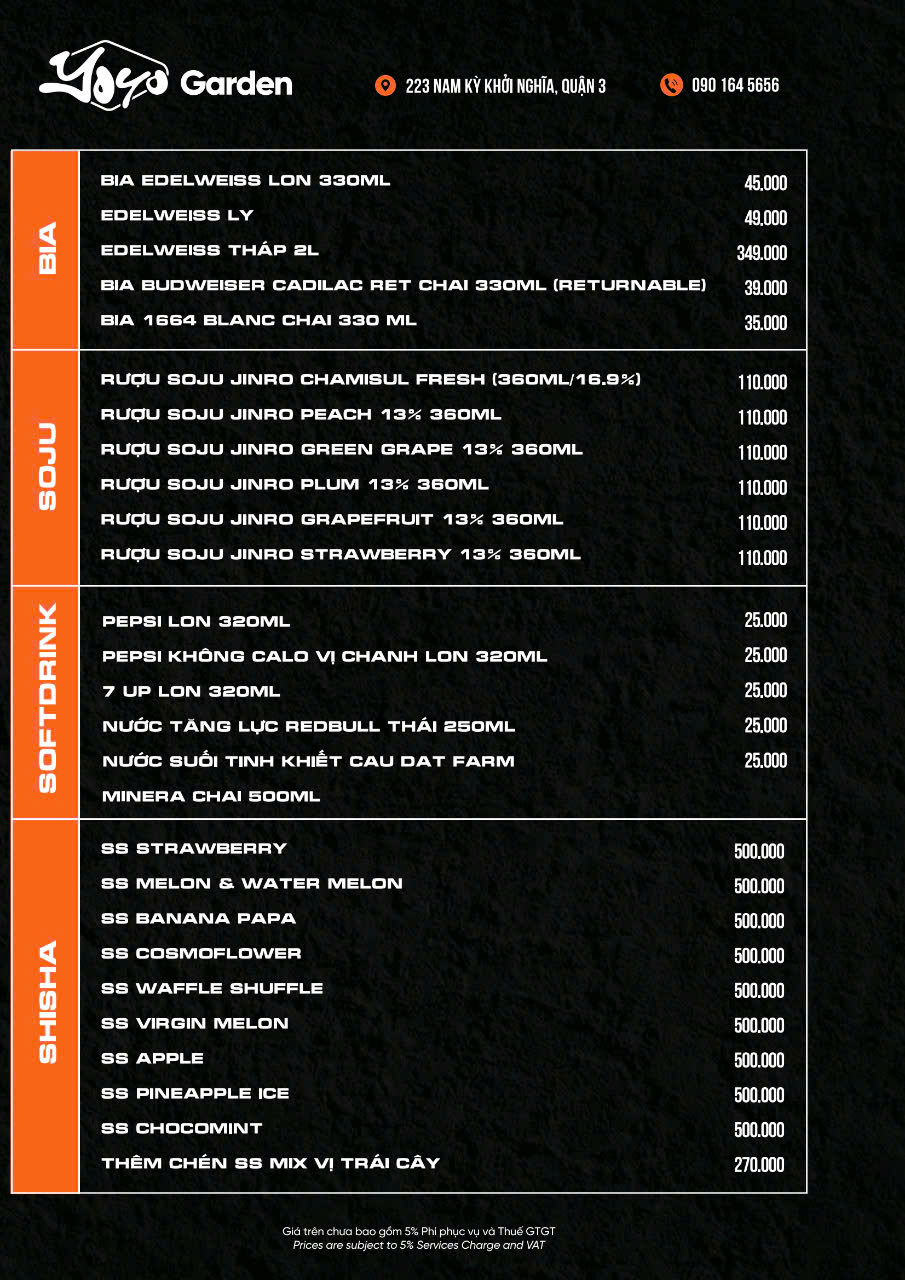 Yoyo Garden
223 NAM KỲ KHỞI NGHĨA, QUẬN 3
090 164 5656
BIA
BIA EDELWEISS LON 330ML 45.000
EDELWEISS LY 49.000
EDELWEISS THÁP 2L 349.000
BIA BUDWEISER CADILAC RET CHAI 330ML (RETURNABLE) 39.000
BIA 1664 BLANC CHAI 330 ML 35.000
SOJU
RƯỢU SOJU JINRO CHAMISUL FRESH (360ML/16.9%) 110.000
RƯỢU SOJU JINRO PEACH 13% 360ML 110.000
RƯỢU SOJU JINRO GREEN GRAPE 13% 360ML 110.000
RƯỢU SOJU JINRO PLUM 13% 360ML 110.000
RƯỢU SOJU JINRO GRAPEFRUIT 13% 360ML 110.000
RƯỢU SOJU JINRO STRAWBERRY 13% 360ML 110.000
SOFTDRINK
PEPSI LON 320ML 25.000
PEPSI KHÔNG CALO VỊ CHANH LON 320ML 25.000
7 UP LON 320ML 25.000
NƯỚC TĂNG LỰC REDBULL THÁI 250ML 25.000
NƯỚC SUỐI TỊNH KHIẾT CAU DAT FARM 25.000
MINERA CHAI 500ML
SHISHA
SS STRAWBERRY 500.000
SS MELON & WATER MELON 500.000
SS BANANA PAPA 500.000
SS COSMOFLOWER 500.000
SS WAFFLE SHUFFLE 500.000
SS VIRGIN MELON 500.000
SS APPLE 500.000
SS PINEAPPLE ICE 500.000
SS CHOCOMINT 500.000
THÊM CHÉN SS MIX VỊ TRÁI CÂY 270.000
Giá trên chưa bao gồm 5% Phí phục vụ và Thuế GTGT
Prices are subject to 5% Services Charge and VAT